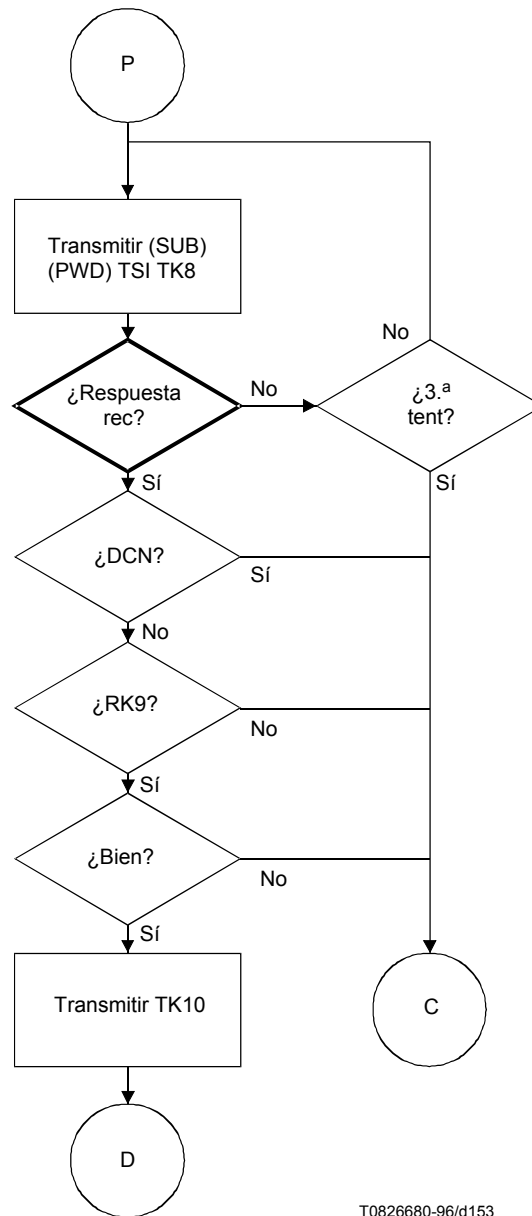 P
Transmitir (SUB)
(PWD) TSI TK8
No
¿Respuesta
rec?
No
¿3.ª
tent?
Sí
Sí
¿DCN?
Sí
No
¿RK9?
No
Sí
¿Bien?
No
Sí
Transmitir TK10
C
D
T0826680-96/d153